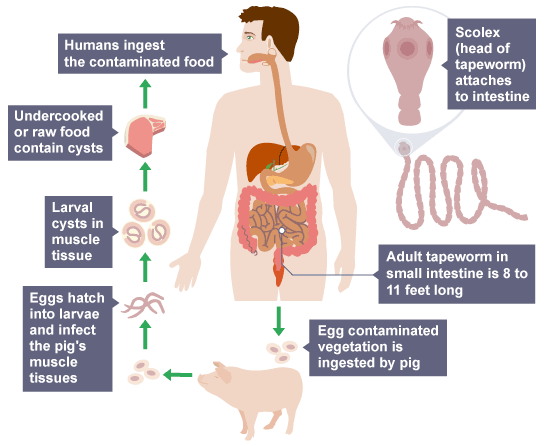 Humans ingest
the contaminated food
Scolex
(head of
tapeworm)
attaches
to intestine
Undercooked
or raw food
contain cysts
Larval
cysts in
muscle
tissue
Adult tapeworm in
small intestine is 8 to
11 feet long
Eggs hatch
into larvae
and infect
the pig's
muscle
tissues
Egg contaminated
vegetation is
ingested by pig